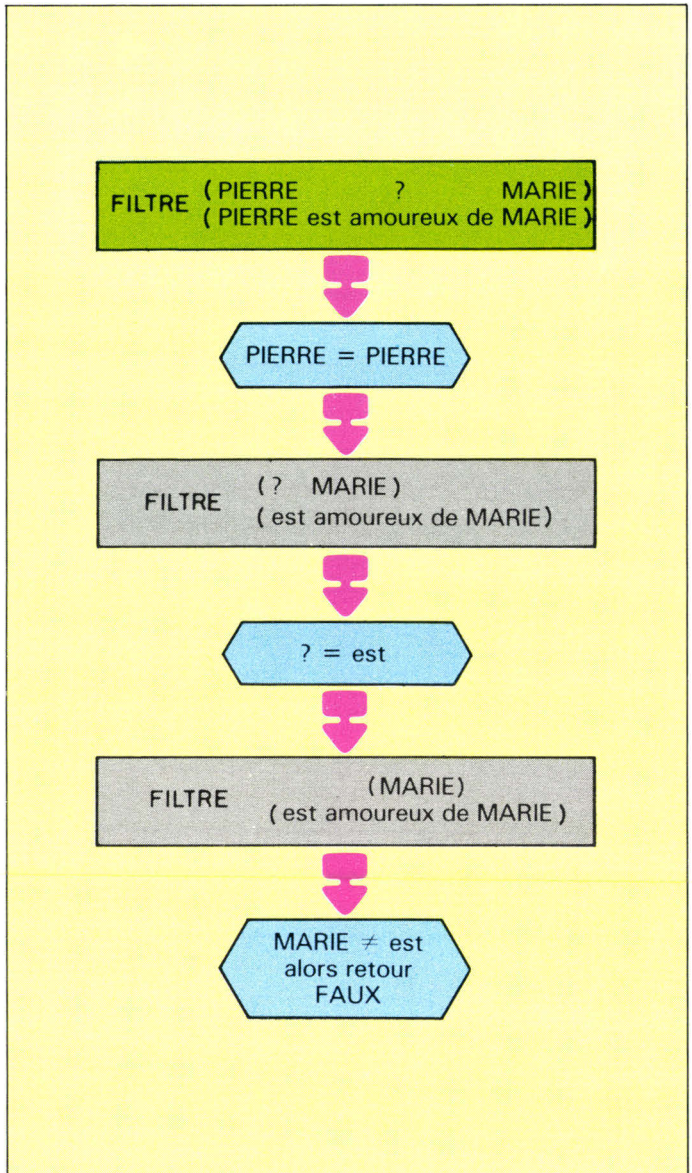 FILTRE (PIERRE ? MARIE)
(PIERRE est amoureux de MARIE)
PIERRE = PIERRE
FILTRE (? MARIE)
(est amoureux de MARIE)
? = est
FILTRE (MARIE)
(est amoureux de MARIE)
MARIE ≠ est
alors retour
FAUX